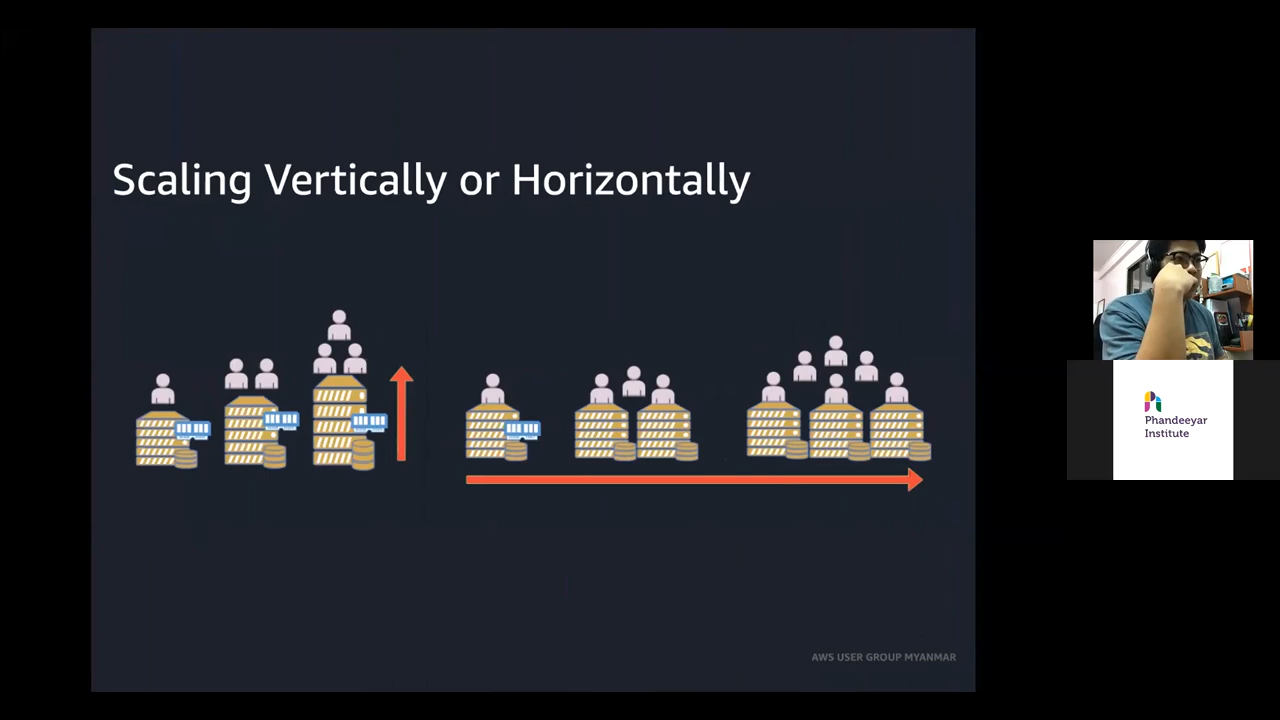 Scaling Vertically or Horizontally
Phandeeyar
Institute
AWS USER GROUP MYANMAR